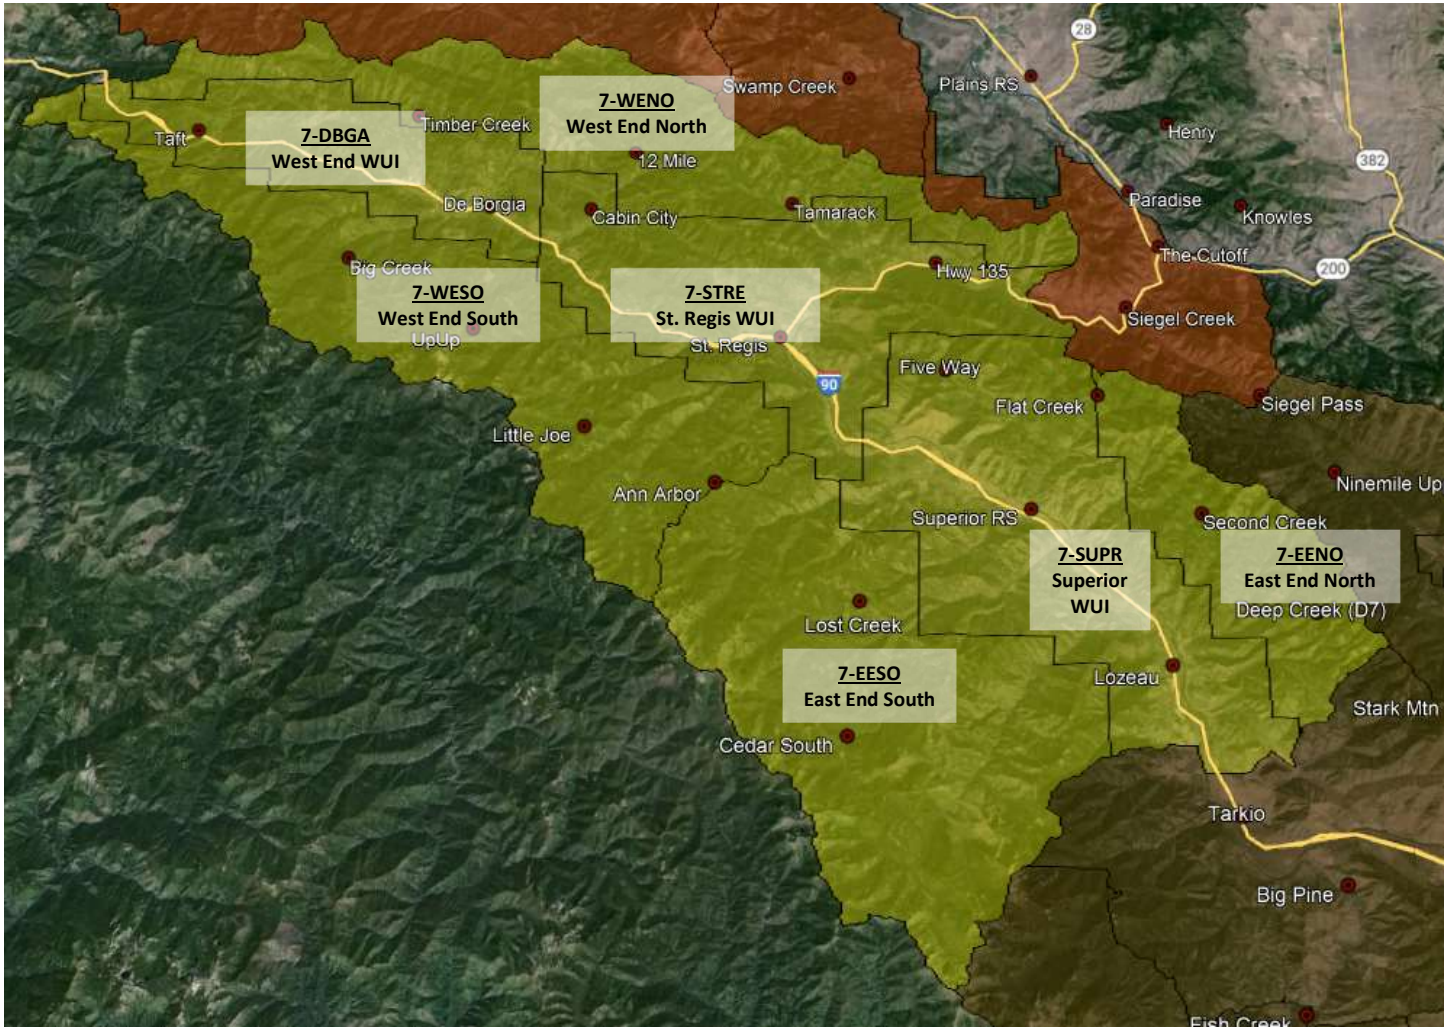 28
Swamp Creek
Plains RS
7-WENO
West End North
Timber Creek
Taft
7-DBGA
West End WUI
Henry
12 Mile
382
De Borgia
Cabin City
Tamarack
Paradise
Knowles
Big Creek
The Cutoff
Hwy 135
200
7-WESO
West End South
UpUp
7-STRE
St. Regis WUI
St. Regis
Siegel Creek
90
Five Way
Flat Creek
Siegel Pass
Little Joe
Ann Arbor
Ninemile Up
Superior RS
Second Creek
7-SUPR
Superior
WUI
7-EENO
East End North
Deep Creek (D7)
Lost Creek
7-EESO
East End South
Lozeau
Stark Mtn
Cedar South
Tarkio
Big Pine
Fish Creek